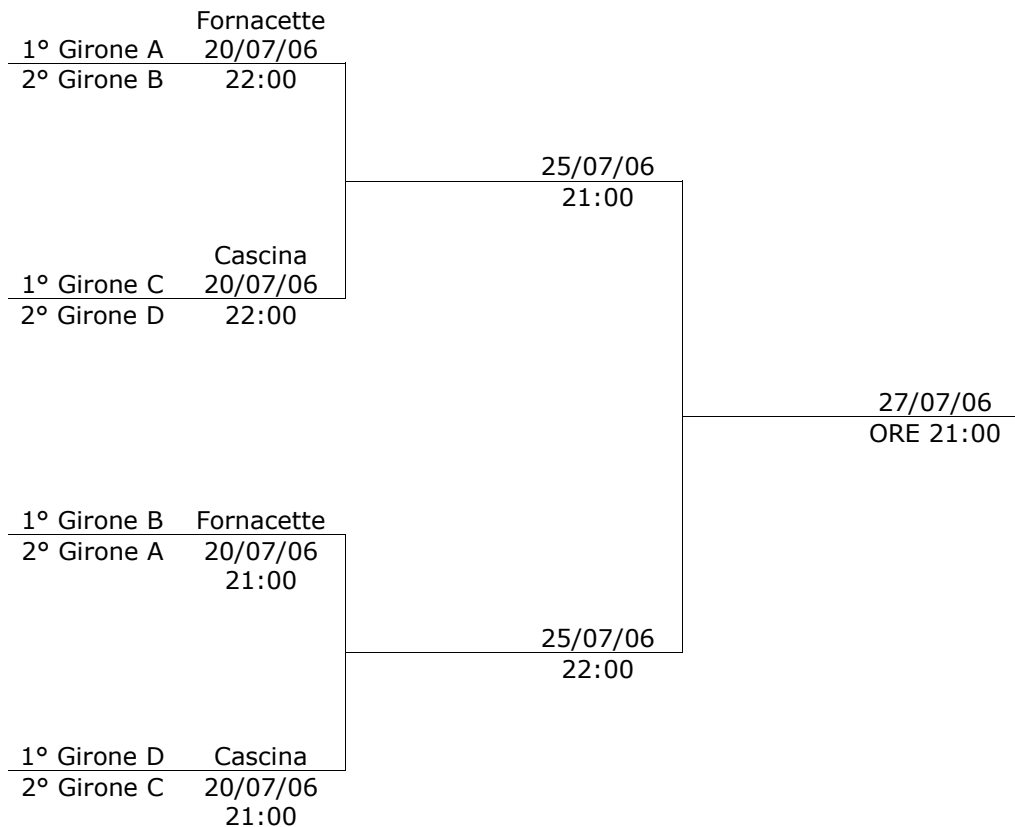 Fornacette
1° Girone A 20/07/06
2° Girone B 22:00
25/07/06
21:00
Cascina
1° Girone C 20/07/06
2° Girone D 22:00
27/07/06
ORE 21:00
1° Girone B Fornacette
2° Girone A 20/07/06
21:00
25/07/06
22:00
1° Girone D Cascina
2° Girone C 20/07/06
21:00